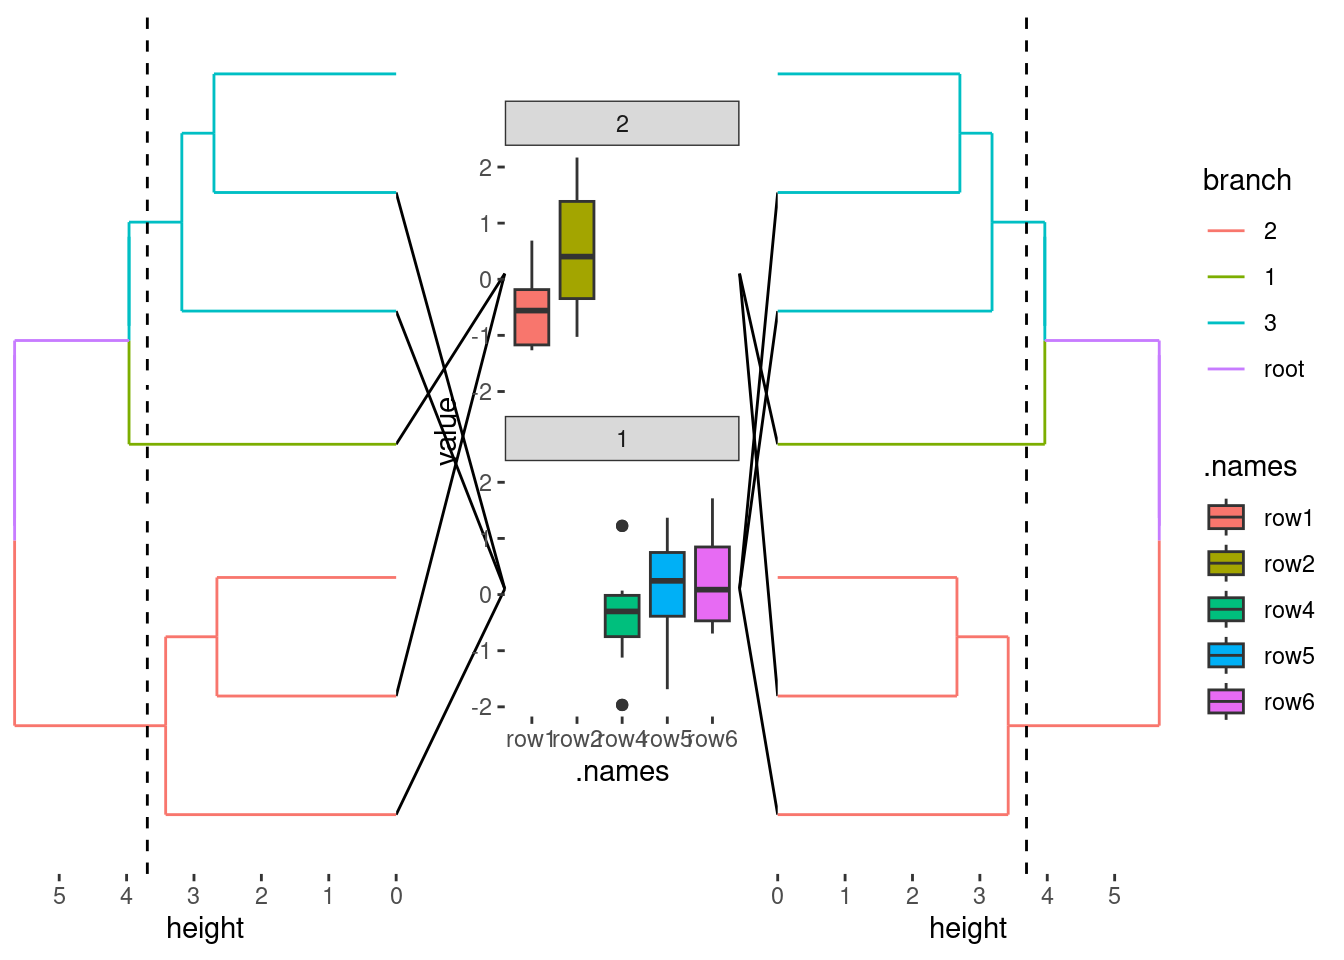 2
2
1
0
-1
-2
value
1
2
1
0
-1
-2
row1 row2 row4 row5 row6
.names
5 4 3 2 1 0
height
0 1 2 3 4 5
height
branch
2
1
3
root
.names
row1
row2
row4
row5
row6